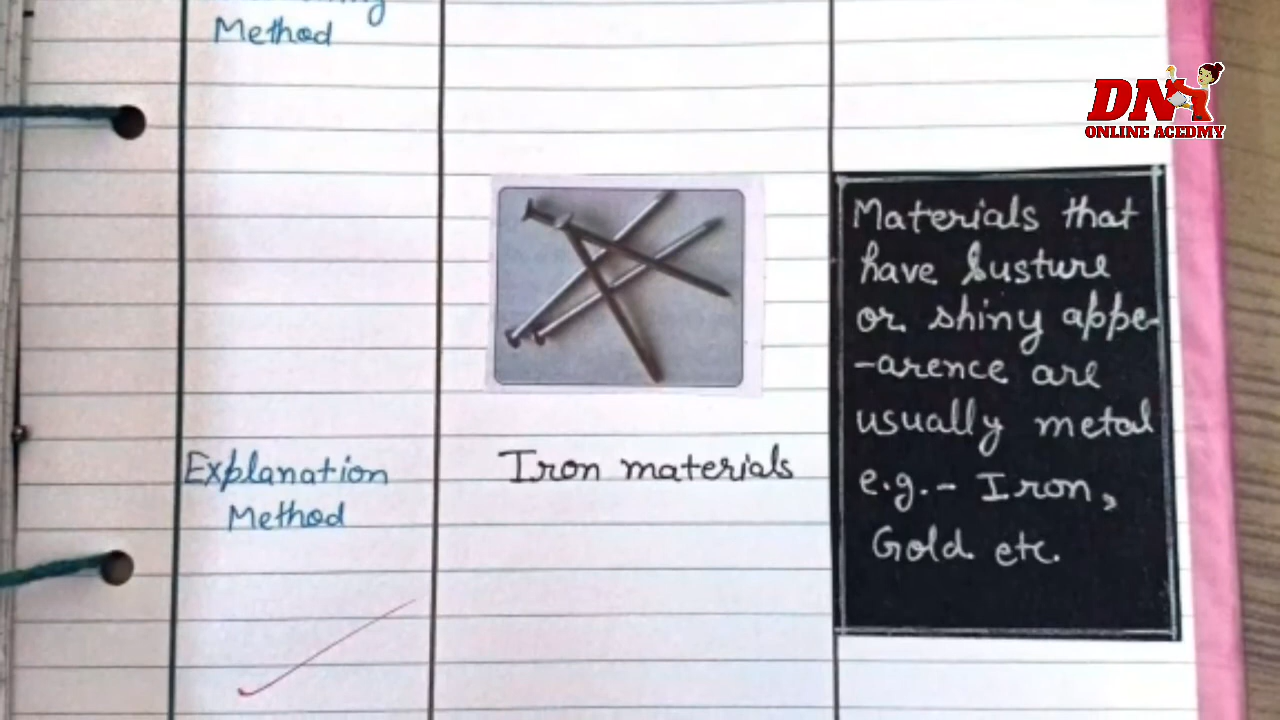 Method
DN
ONLINE ACEDMY
Explanation
Method
Iron materials
Materials that
have Lusture
or shiny appe-
-arence are
usually metal
e.g.- Iron,
Gold etc.